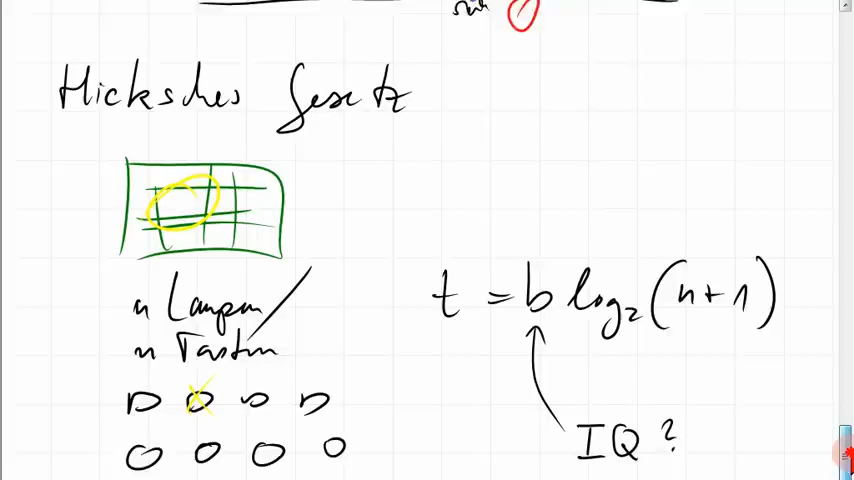 Hicksches Gesetz
n Lampen /
n Tasten
t = b log₂ (n + 1)
IQ ?